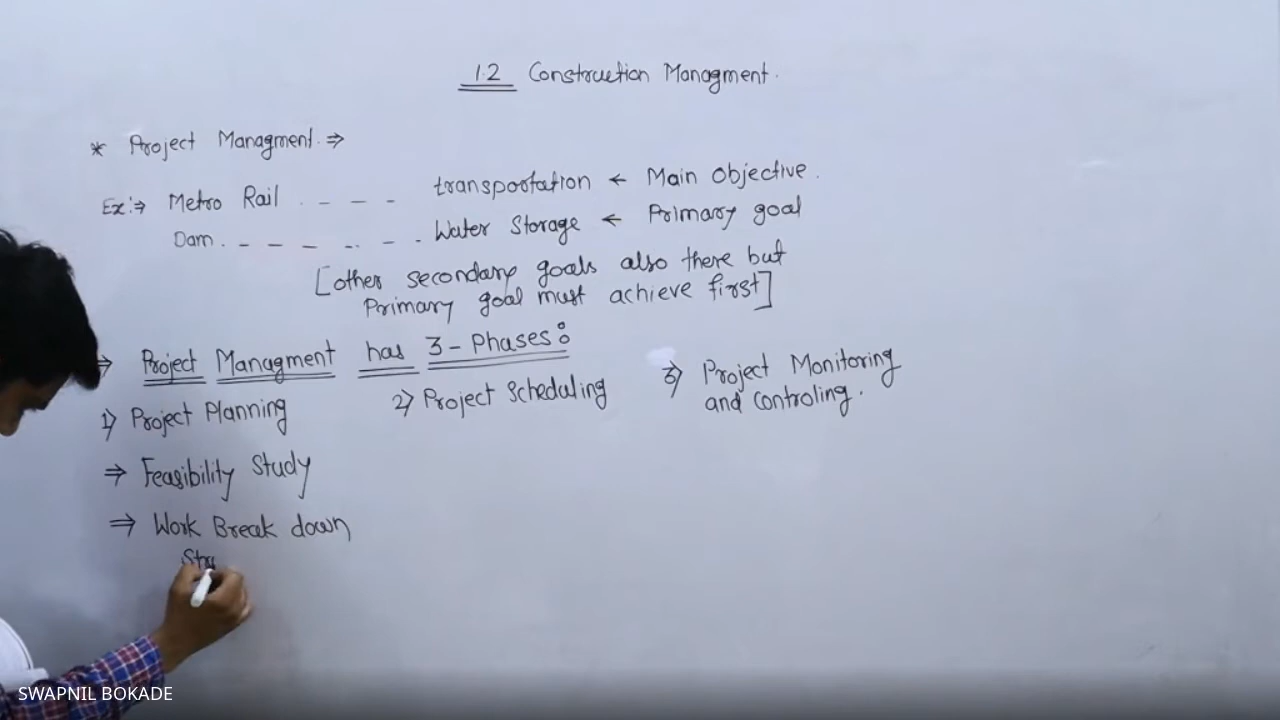 1.2 Construction Managment.
* Project Managment. ⇒
Ex:⇒ Metro Rail . - - - transportation ← Main Objective.
Dam. - - - - - - Water Storage ← Primary goal
[other secondary goals also there but
Primary goal must achieve first]
⇒ Project Managment has 3-Phases:
1) Project Planning 2) Project Scheduling 3) Project Monitoring
and controling.
⇒ Feasibility Study
⇒ Work Break down
Stru
SWAPNIL BOKADE